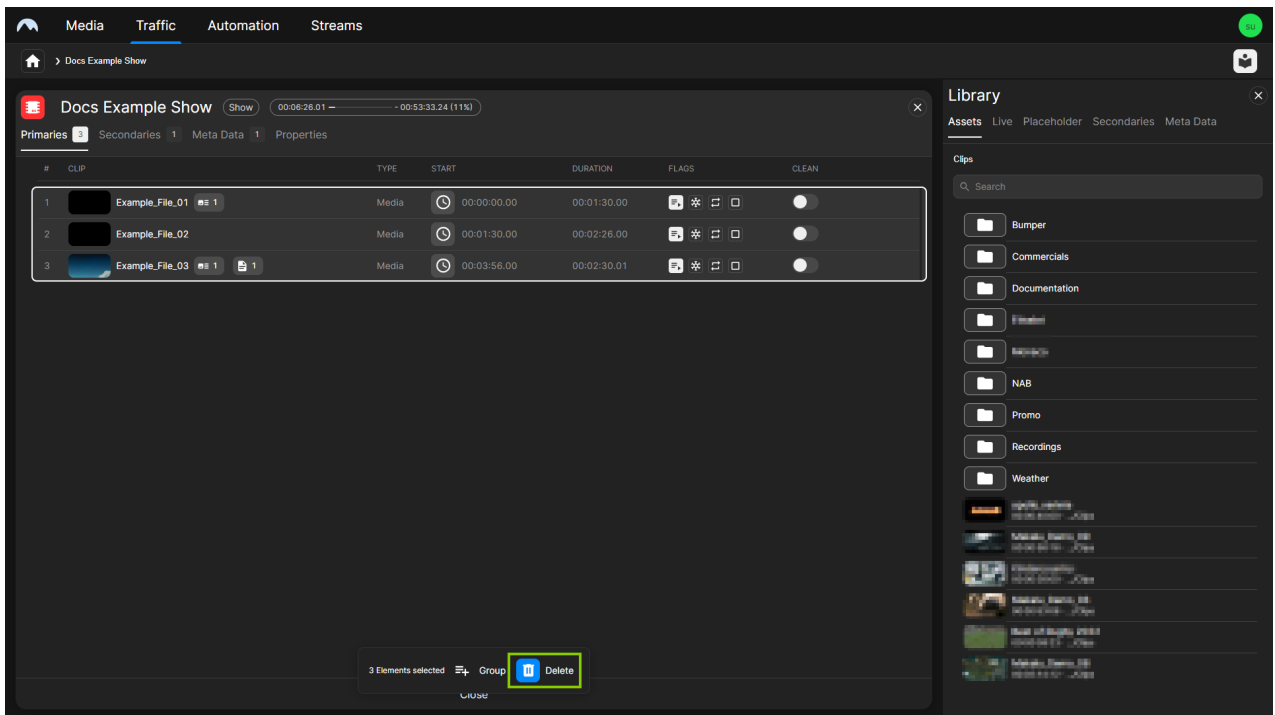 Media Traffic Automation Streams su
Docs Example Show
Docs Example Show Show 00:06:26.01 - 00:53:33.24 (11%)
Primaries 3 Secondaries 1 Meta Data 1 Properties
# CLIP TYPE START DURATION FLAGS CLEAN
1 Example_File_01 1 Media 00:00:00.00 00:01:30.00
2 Example_File_02 Media 00:01:30.00 00:02:26.00
3 Example_File_03 1 1 Media 00:03:56.00 00:02:30.01
3 Elements selected Group Delete
Close
Library
Assets Live Placeholder Secondaries Meta Data
Clips
Search
Bumper
Commercials
Documentation
NAB
Promo
Recordings
Weather